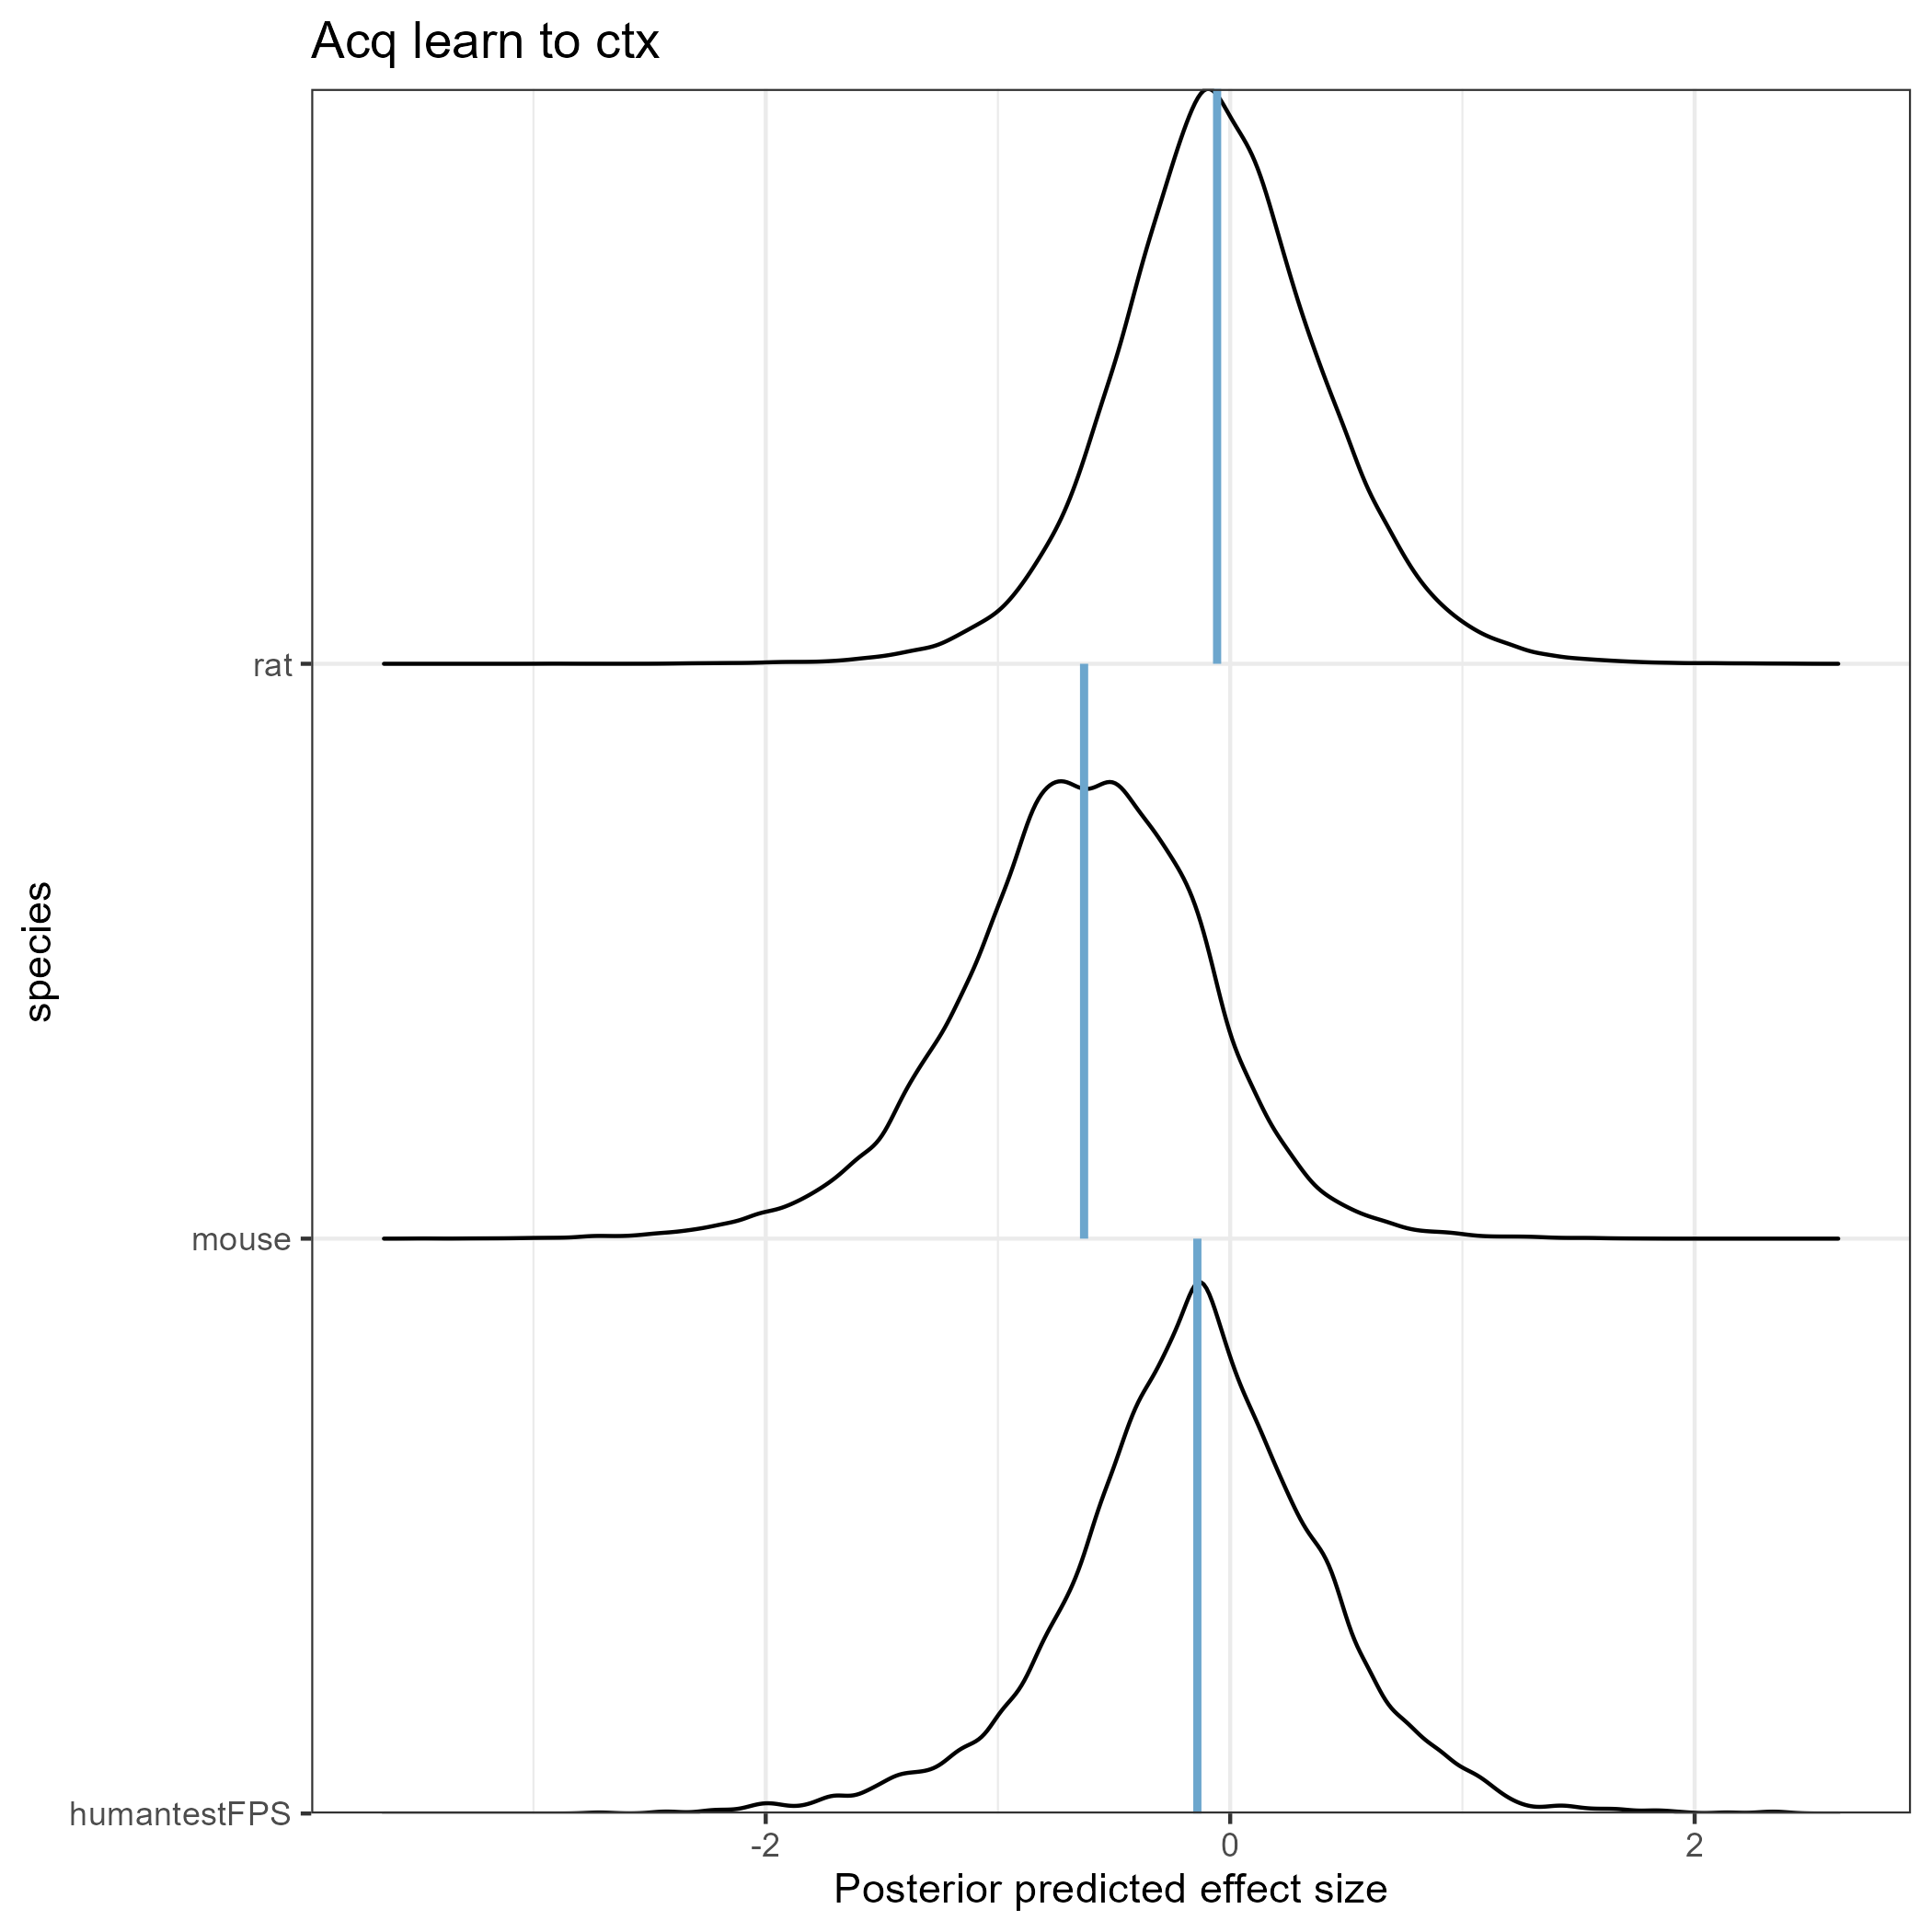 Acq learn to ctx
species
rat
mouse
humantestFPS
-2 0 2
Posterior predicted effect size